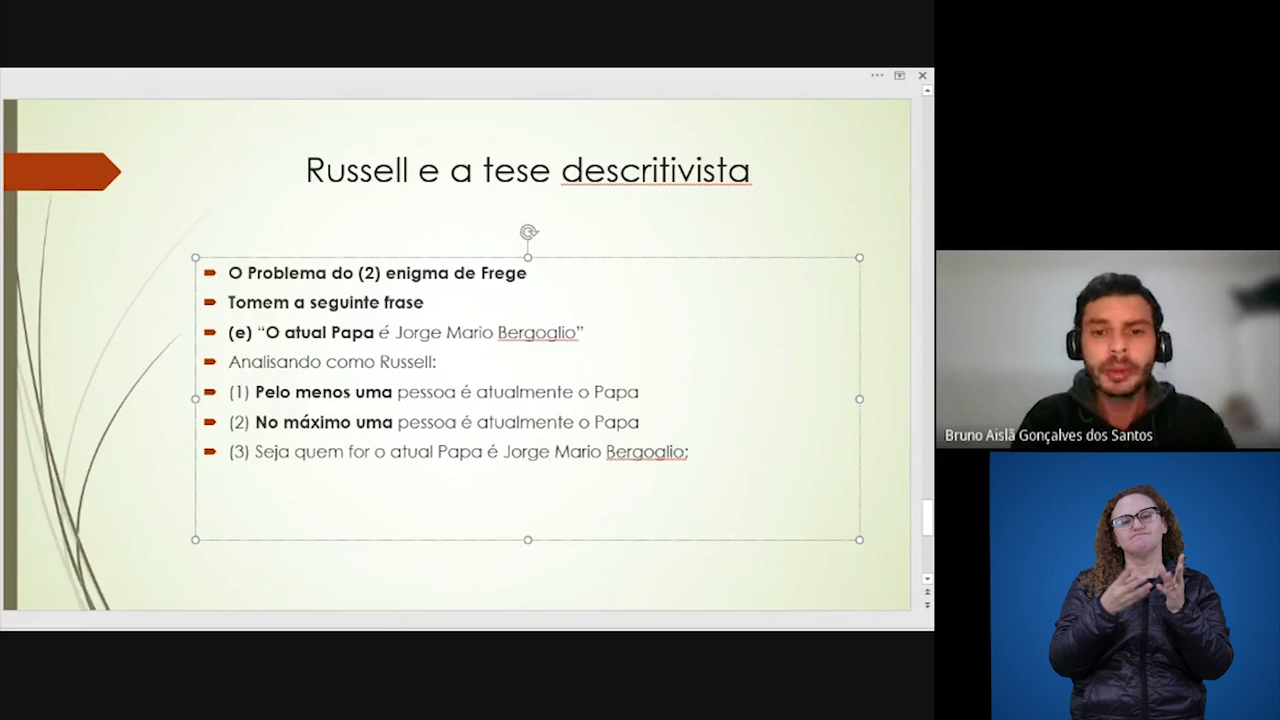 Russell e a tese descritivista
O Problema do (2) enigma de Frege
Tomem a seguinte frase
(e) “O atual Papa é Jorge Mario Bergoglio”
Analisando como Russell:
(1) Pelo menos uma pessoa é atualmente o Papa
(2) No máximo uma pessoa é atualmente o Papa
(3) Seja quem for o atual Papa é Jorge Mario Bergoglio;
Bruno Aislã Gonçalves dos Santos